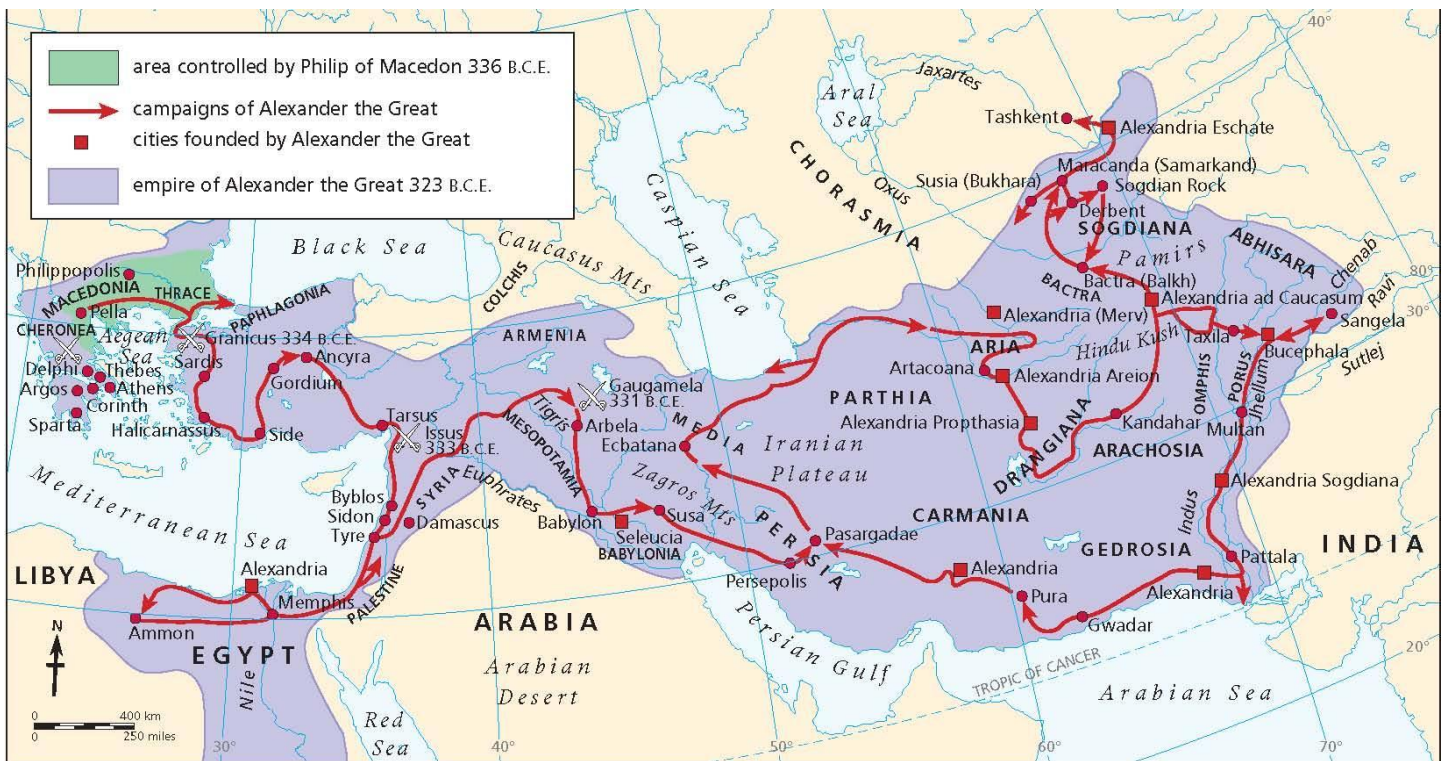 area controlled by Philip of Macedon 336 B.C.E.
campaigns of Alexander the Great
cities founded by Alexander the Great
empire of Alexander the Great 323 B.C.E.
40°
Jaxartes
Aral
Sea
Tashkent
Alexandria Eschate
CHORASMIA
Oxus
Maracanda (Samarkand)
Susia (Bukhara)
Sogdian Rock
Derbent
SOGDIANA
Pamirs
ABHISARA
Chenab
Ravi
80°
30°
Sutlej
Black Sea
Caucasus Mts
Caspian Sea
COLCHIS
Philippopolis
MACEDONIA
THRACE
Pella
PAPHLAGONIA
CHERONEA
Aegean
Sea
Granicus 334 B.C.E.
Sardis
Ancyra
Gordium
Delphi
Thebes
Argos
Athens
Corinth
Sparta
Halicarnassus
Side
Tarsus
Issus
333 B.C.E.
ARMENIA
Gaugamela
331 B.C.E.
Tigris
Arbela
MESOPOTAMIA
MEDIA
Ecbatana
Bactra (Balkh)
BACTRA
Alexandria ad Caucasum
Alexandria (Merv)
Hindu Kush
Taxila
Sangela
Bucephala
ARIA
Artacoana
Alexandria Areion
OMPHIS
PORUS
Jhellum
PARTHIA
Alexandria Propthasia
Kandahar
Multan
Iranian
Plateau
DRANGIANA
ARACHOSIA
Alexandria Sogdiana
Mediterranean Sea
Byblos
Sidon
Tyre
SYRIA
Damascus
Euphrates
Babylon
Seleucia
BABYLONIA
Susa
Zagros Mts
PERSIA
Pasargadae
Persepolis
CARMANIA
GEDROSIA
Indus
Pattala
INDIA
LIBYA
Alexandria
Memphis
PALESTINE
Ammon
EGYPT
Nile
ARABIA
Arabian
Desert
Red
Sea
Persian Gulf
Alexandria
Pura
Gwadar
Alexandria
TROPIC OF CANCER
Arabian Sea
20°
N
0 400 km
0 250 miles
30°
40°
50°
60°
70°